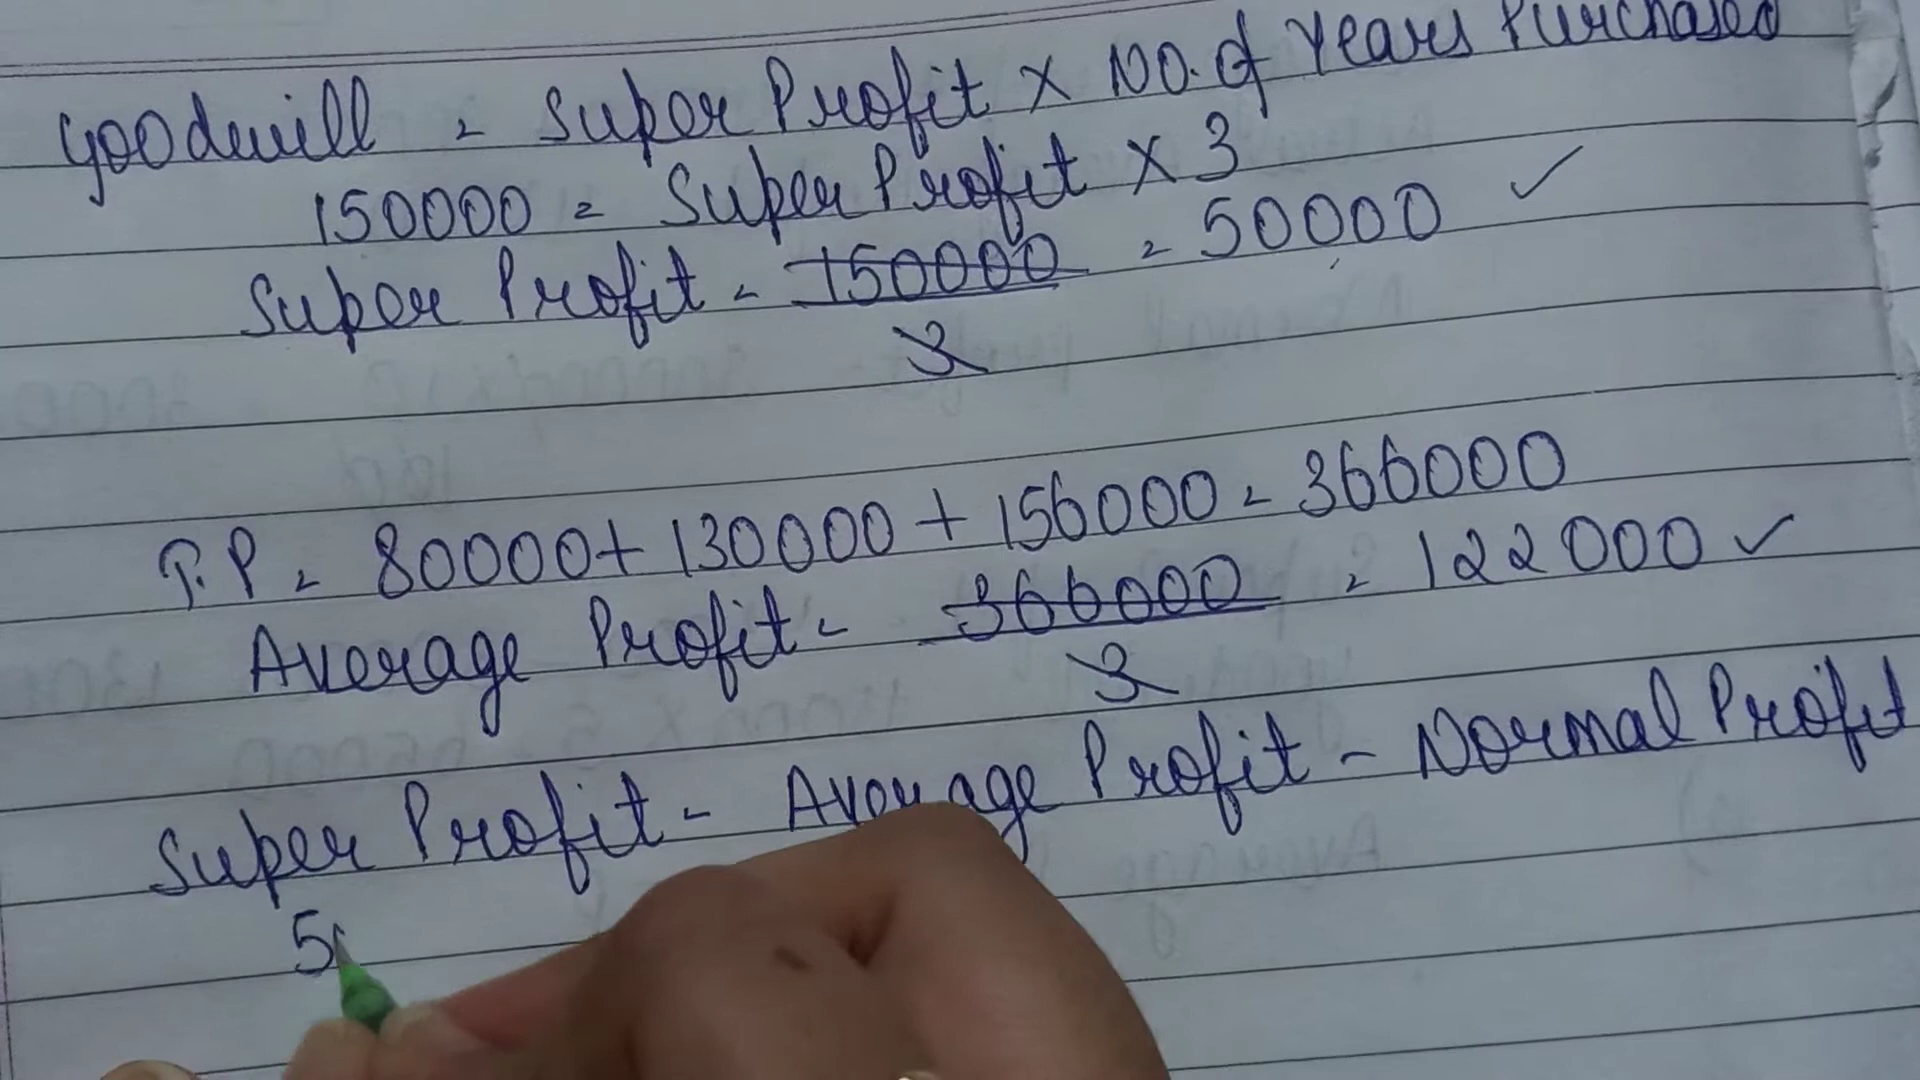 Goodwill = Super Profit × No. of Years Purchased
150000 = Super Profit × 3
Super Profit = 150000 = 50000 ✓
3
T.P = 80000 + 130000 + 156000 = 366000
Average Profit = 366000 = 122000 ✓
3
Super Profit = Average Profit - Normal Profit
50